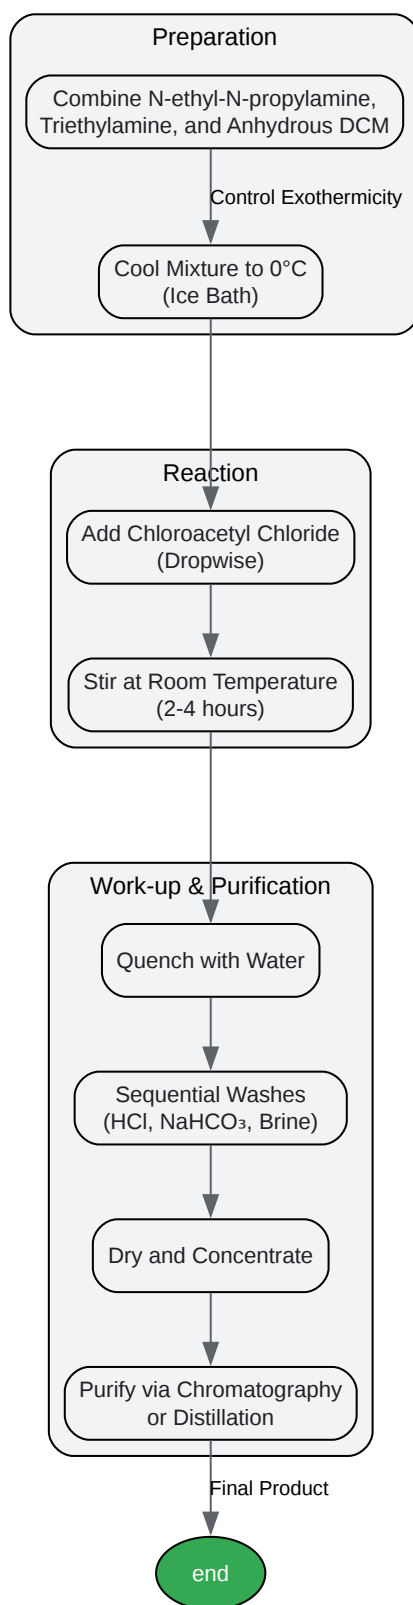 Preparation
Combine N-ethyl-N-propylamine,
Triethylamine, and Anhydrous DCM
Control Exothermicity
Cool Mixture to 0°C
(Ice Bath)
Reaction
Add Chloroacetyl Chloride
(Dropwise)
Stir at Room Temperature
(2-4 hours)
Work-up & Purification
Quench with Water
Sequential Washes
(HCl, NaHCO₃, Brine)
Dry and Concentrate
Purify via Chromatography
or Distillation
Final Product
end